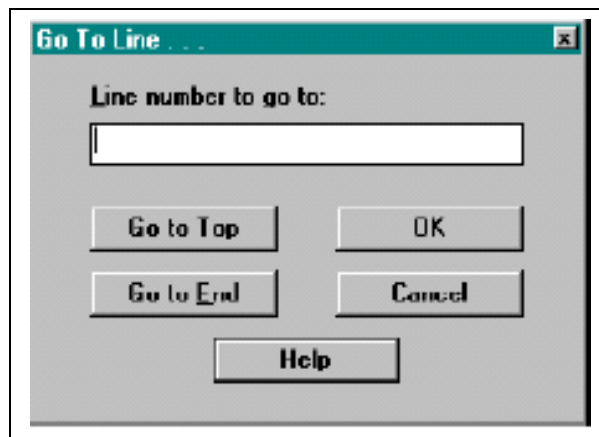 Go To Line . . .
Line number to go to:
Go to Top
OK
Go to End
Cancel
Help